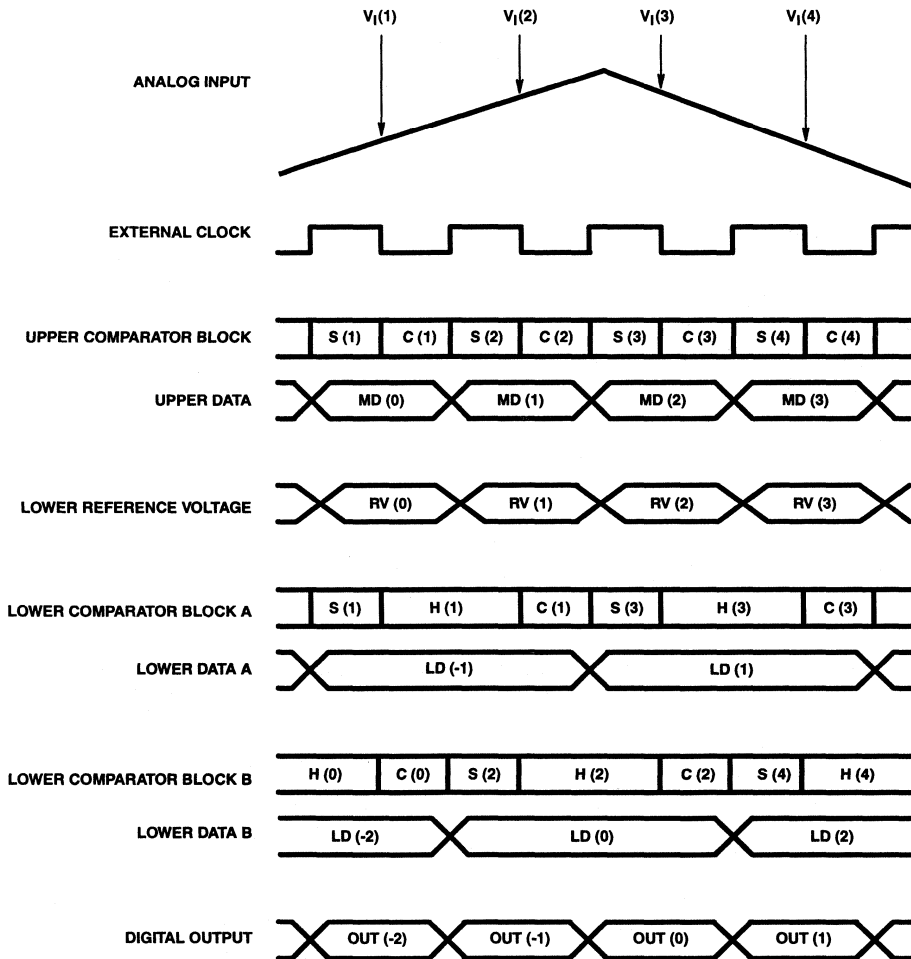 VI(1) VI(2) VI(3) VI(4)
ANALOG INPUT
EXTERNAL CLOCK
UPPER COMPARATOR BLOCK S (1) C (1) S (2) C (2) S (3) C (3) S (4) C (4)
UPPER DATA MD (0) MD (1) MD (2) MD (3)
LOWER REFERENCE VOLTAGE RV (0) RV (1) RV (2) RV (3)
LOWER COMPARATOR BLOCK A S (1) H (1) C (1) S (3) H (3) C (3)
LOWER DATA A LD (-1) LD (1)
LOWER COMPARATOR BLOCK B H (0) C (0) S (2) H (2) C (2) S (4) H (4)
LOWER DATA B LD (-2) LD (0) LD (2)
DIGITAL OUTPUT OUT (-2) OUT (-1) OUT (0) OUT (1)